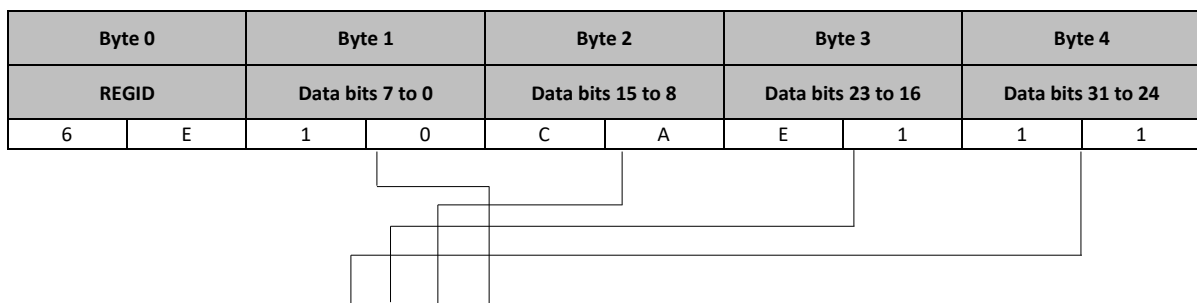 Byte 0 Byte 1 Byte 2 Byte 3 Byte 4
REGID Data bits 7 to 0 Data bits 15 to 8 Data bits 23 to 16 Data bits 31 to 24
6 E 1 0 C A E 1 1 1